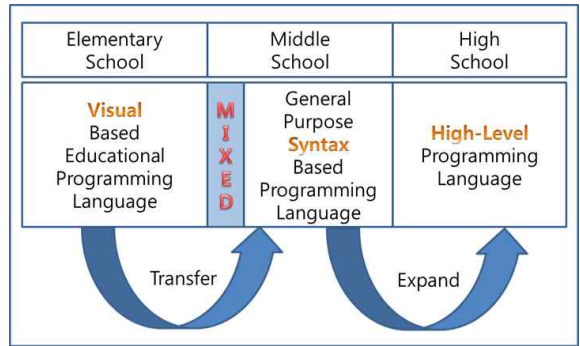 Elementary
School
Middle
School
High
School
Visual
Based
Educational
Programming
Language
MIXED
General
Purpose
Syntax
Based
Programming
Language
High-Level
Programming
Language
Transfer
Expand